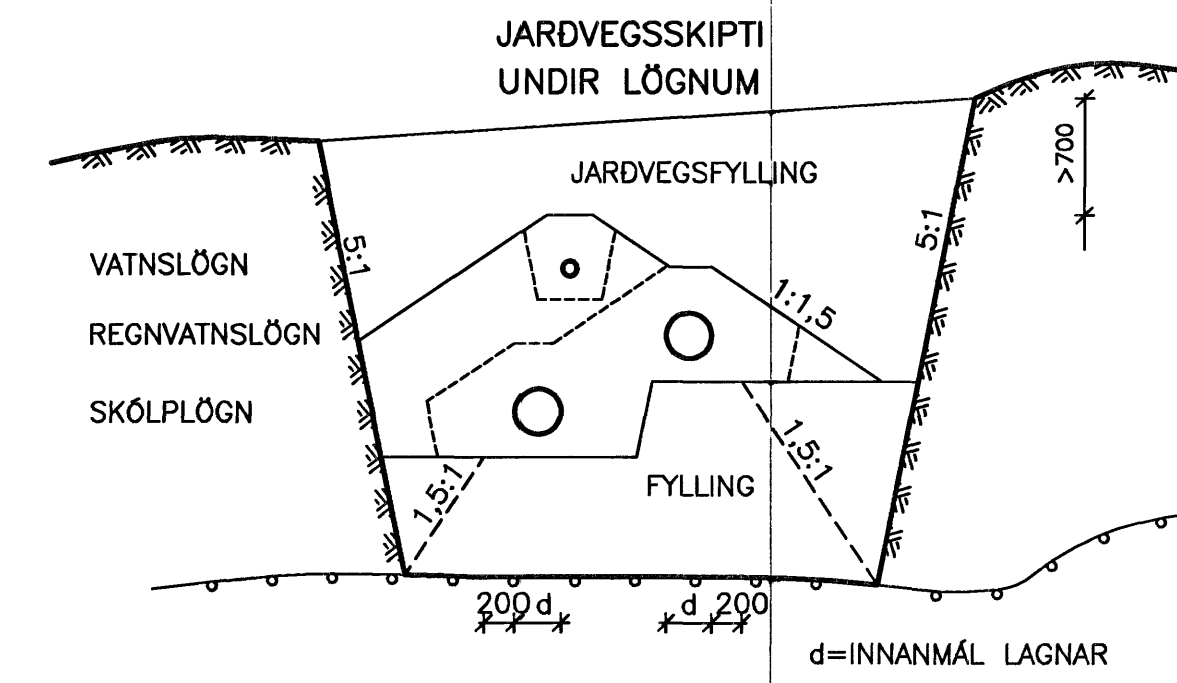 JARÐVEGSSKIPTI
UNDIR LÖGNUM
>700
JARÐVEGSFYLLING
5:1
5:1
VATNSLÖGN
1:1,5
REGNVATNSLÖGN
SKÓLPLÖGN
1,5:1
1,5:1
FYLLING
200 d
d 200
d=INNANMÁL LAGNAR